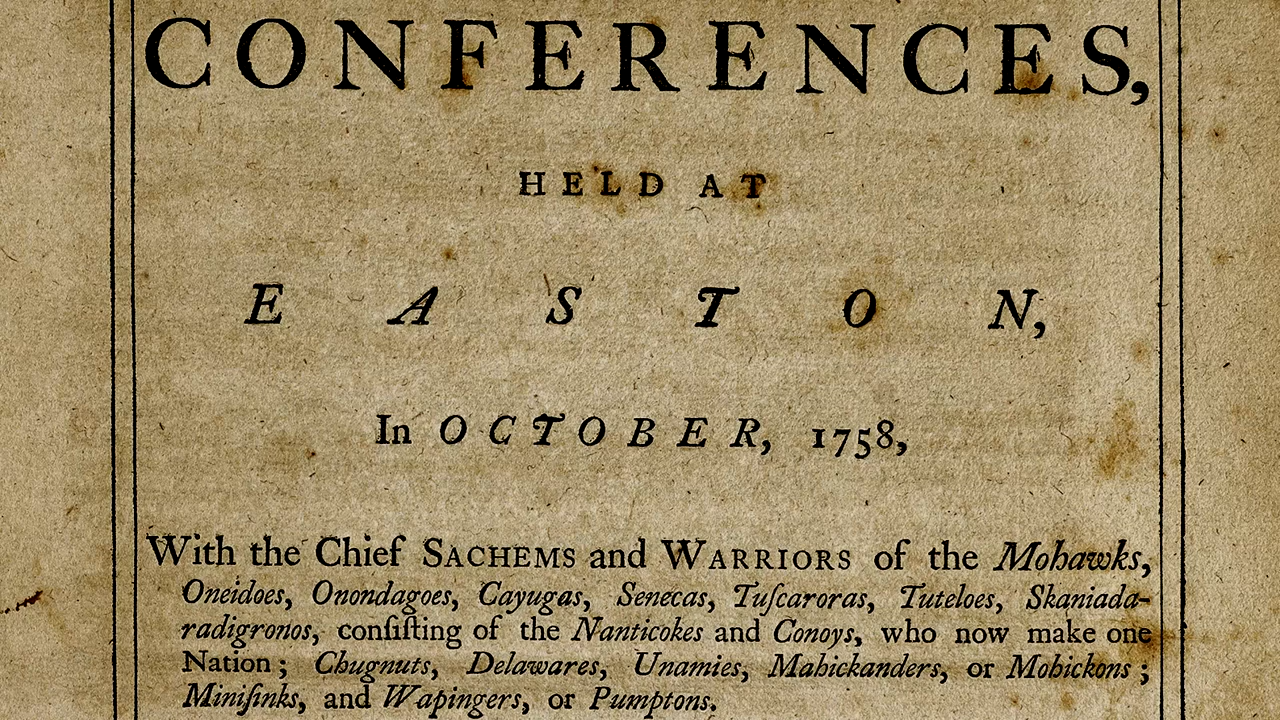 CONFERENCES,
HELD AT
EASTON,
In OCTOBER, 1758,
With the Chief SACHEMS and WARRIORS of the Mohawks,
Oneidoes, Onondagoes, Cayugas, Senecas, Tuſcaroras, Tuteloes, Skaniada-
radigronos, conſiſting of the Nanticokes and Conoys, who now make one
Nation; Chugnuts, Delawares, Unamies, Mahickanders, or Mohickons;
Miniſinks, and Wapingers, or Pumptons.